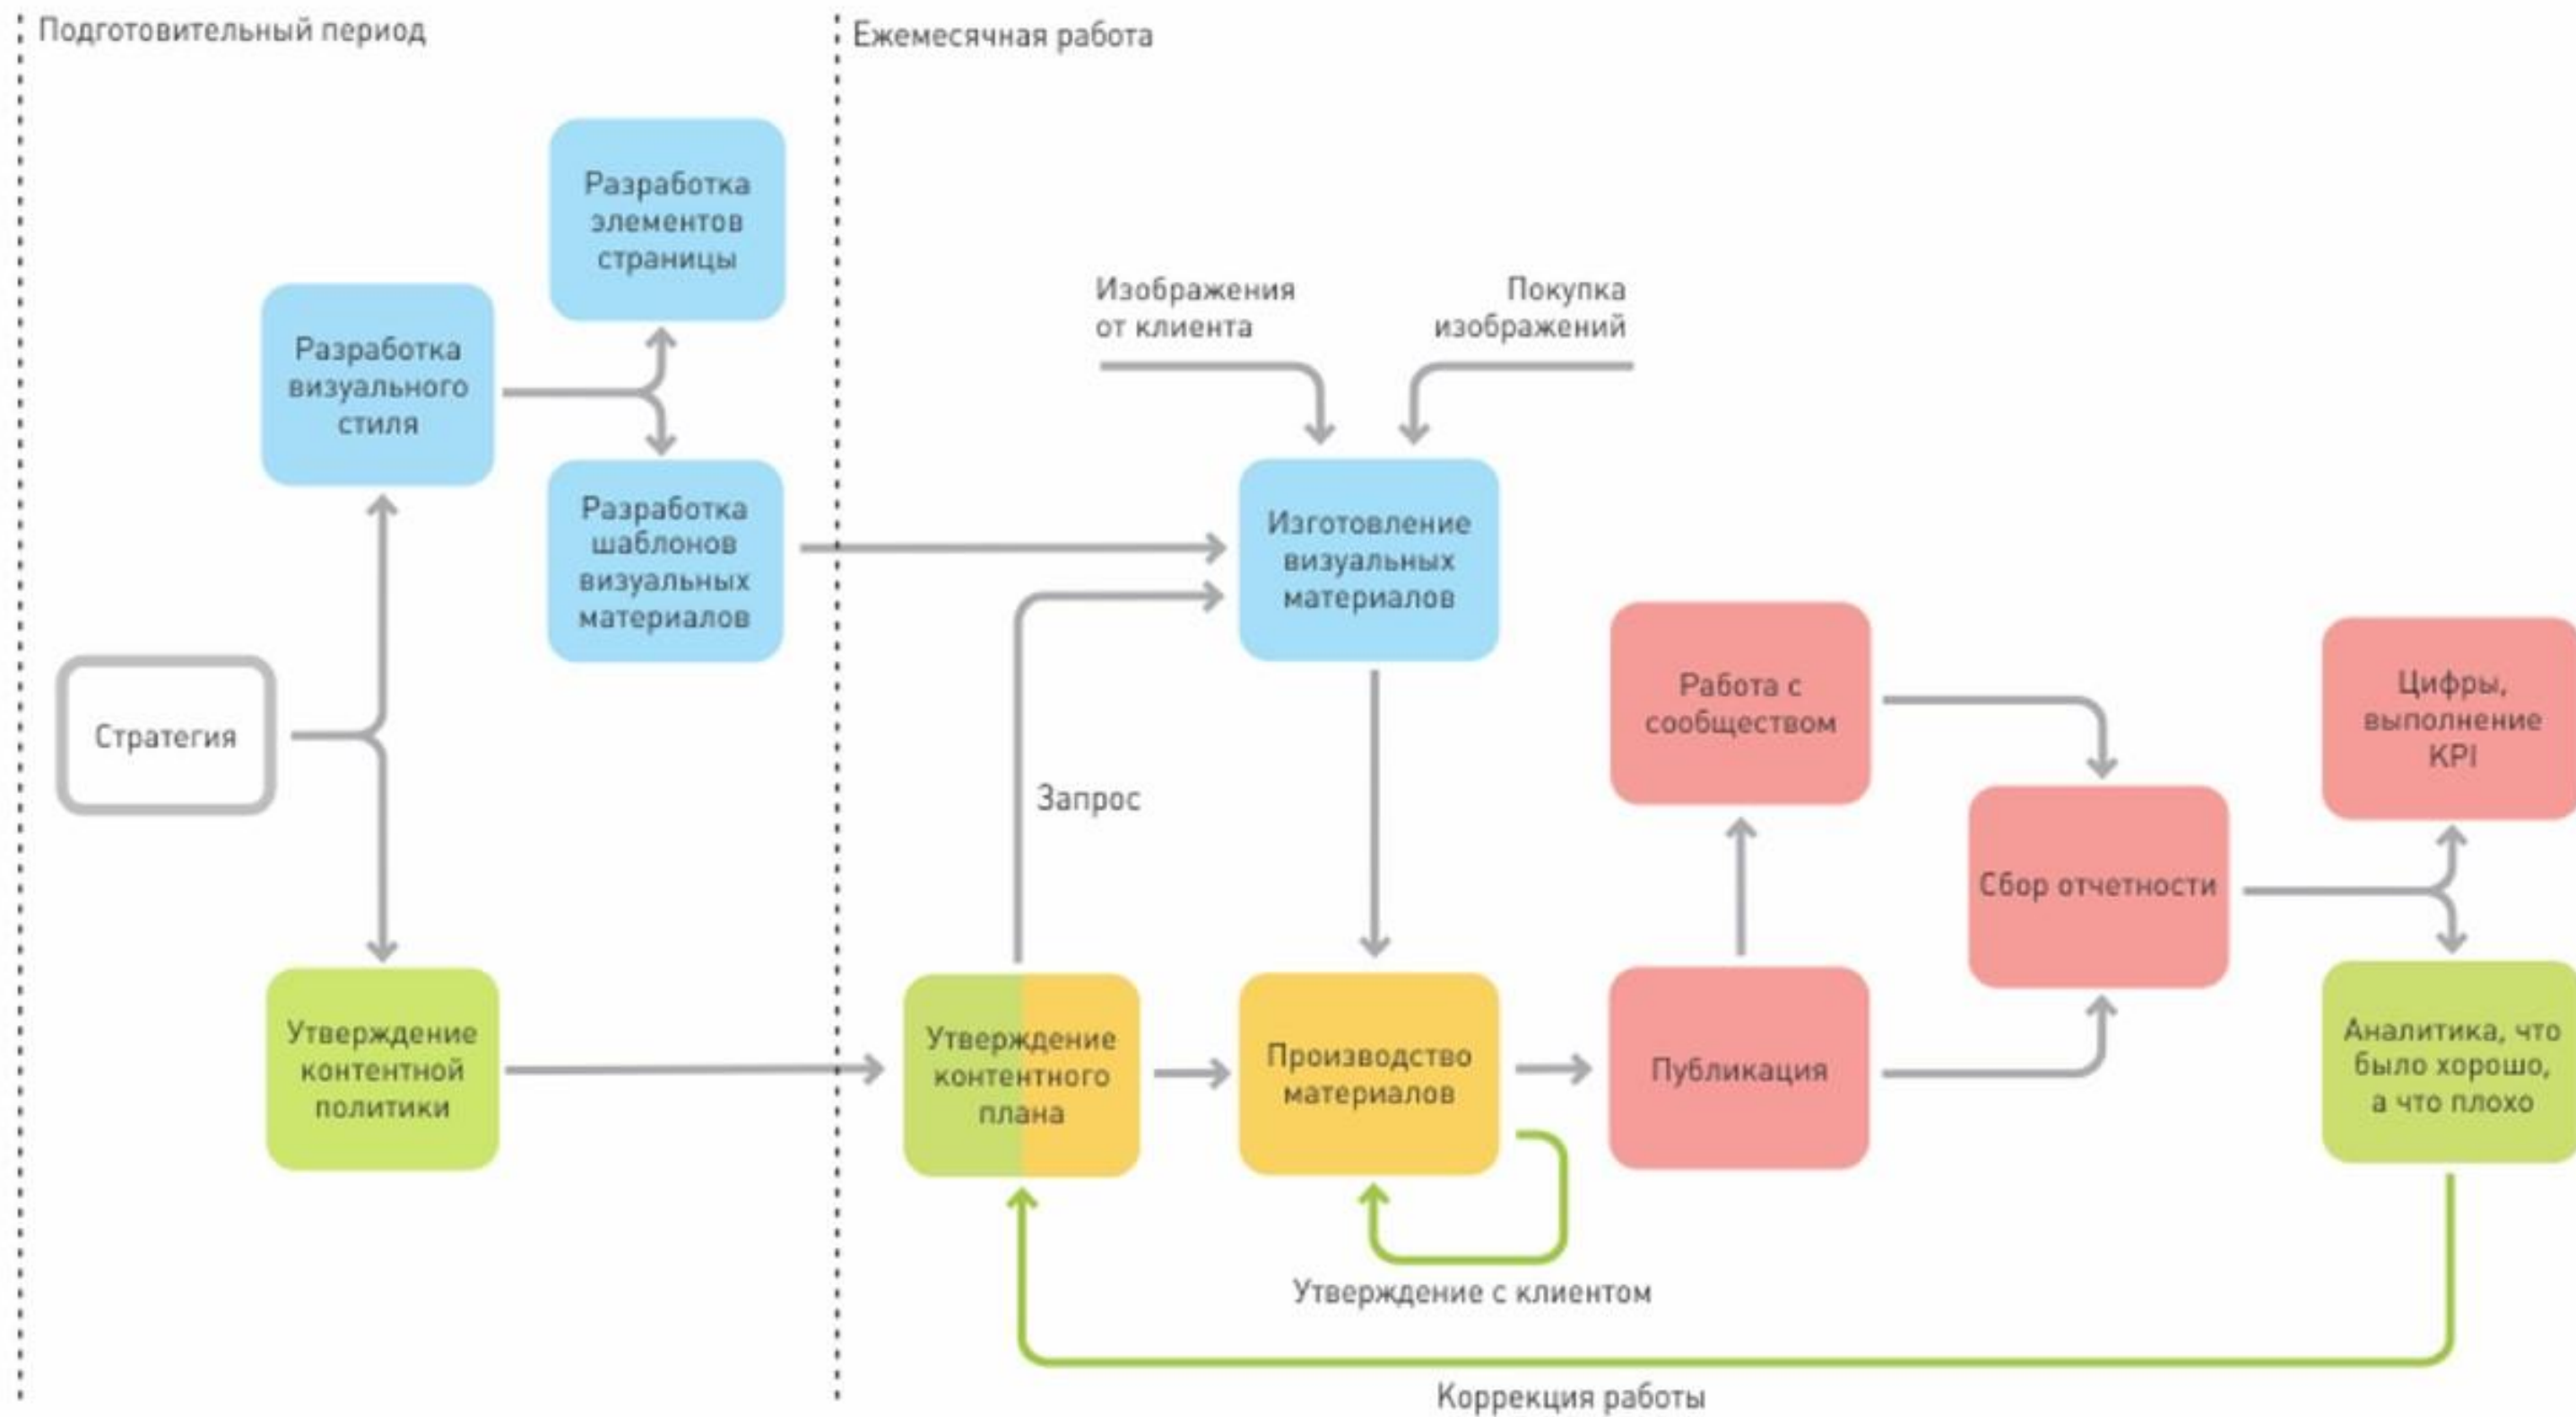 Подготовительный период
Ежемесячная работа
Разработка
элементов
страницы
Разработка
визуального
стиля
Изображения
от клиента
Покупка
изображений
Разработка
шаблонов
визуальных
материалов
Изготовление
визуальных
материалов
Стратегия
Запрос
Работа с
сообществом
Цифры,
выполнение
KPI
Сбор отчетности
Утверждение
контентной
политики
Утверждение
контентного
плана
Производство
материалов
Публикация
Аналитика, что
было хорошо,
а что плохо
Утверждение с клиентом
Коррекция работы